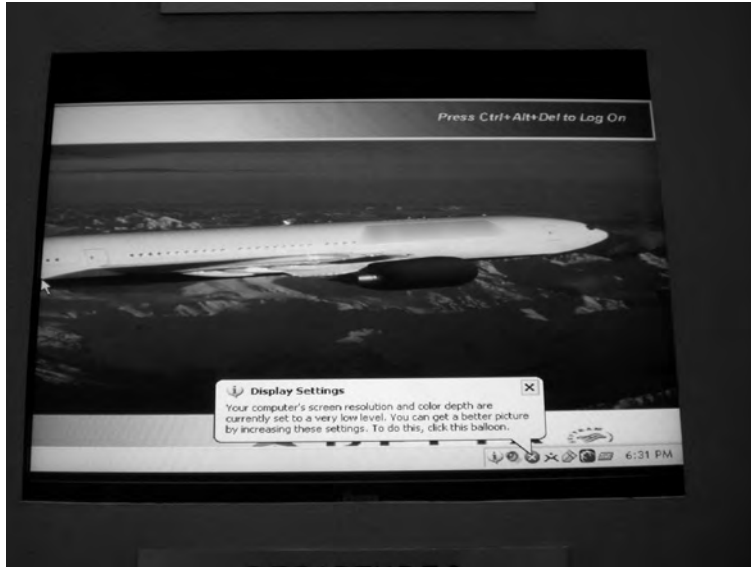 Press Ctrl+Alt+Del to Log On
Display Settings
Your computer's screen resolution and color depth are
currently set to a very low level. You can get a better picture
by increasing these settings. To do this, click this balloon.
6:31 PM